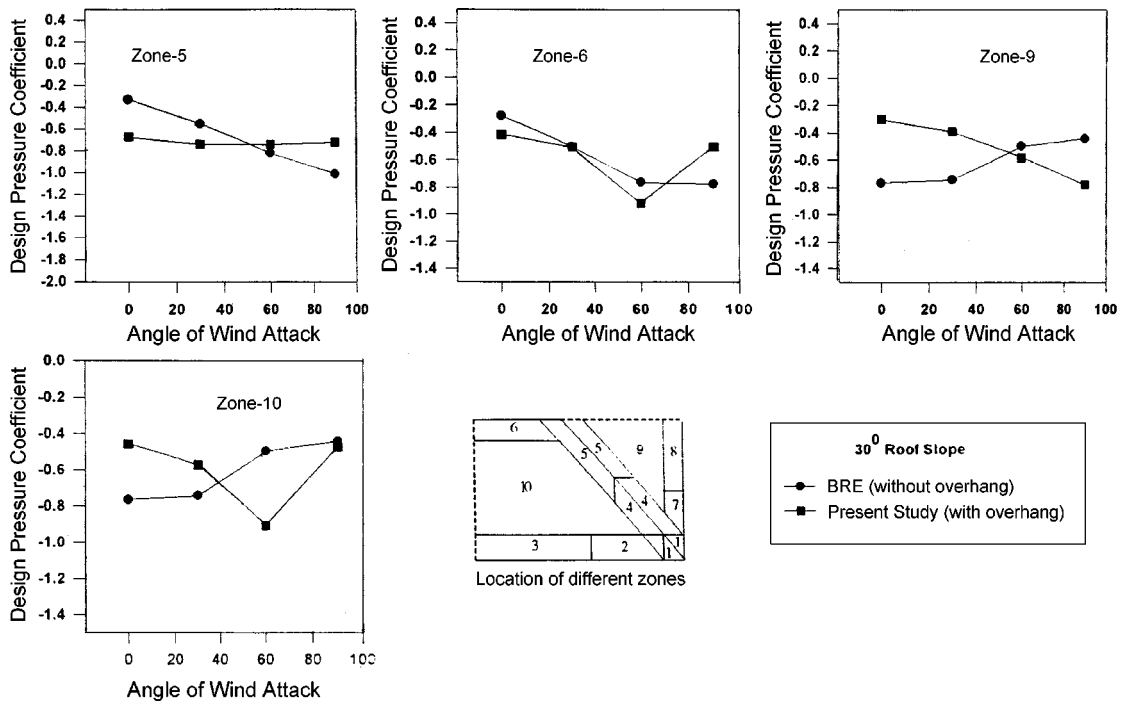 Design Pressure Coefficient
0.4
0.2
0.0
-0.2
-0.4
-0.6
-0.8
-1.0
-1.2
-1.4
-1.6
-1.8
-2.0
Zone-5
0 20 40 60 80 100
Angle of Wind Attack
Design Pressure Coefficient
0.4
0.2
0.0
-0.2
-0.4
-0.6
-0.8
-1.0
-1.2
-1.4
Zone-6
0 20 40 60 80 100
Angle of Wind Attack
Design Pressure Coefficient
0.4
0.2
0.0
-0.2
-0.4
-0.6
-0.8
-1.0
-1.2
-1.4
Zone-9
0 20 40 60 80 100
Angle of Wind Attack
Design Pressure Coefficient
0.0
-0.2
-0.4
-0.6
-0.8
-1.0
-1.2
-1.4
Zone-10
0 20 40 60 80 100
Angle of Wind Attack
6
5 5 9 8
10
4 4 7
3 2 1 1
Location of different zones
30⁰ Roof Slope
BRE (without overhang)
Present Study (with overhang)